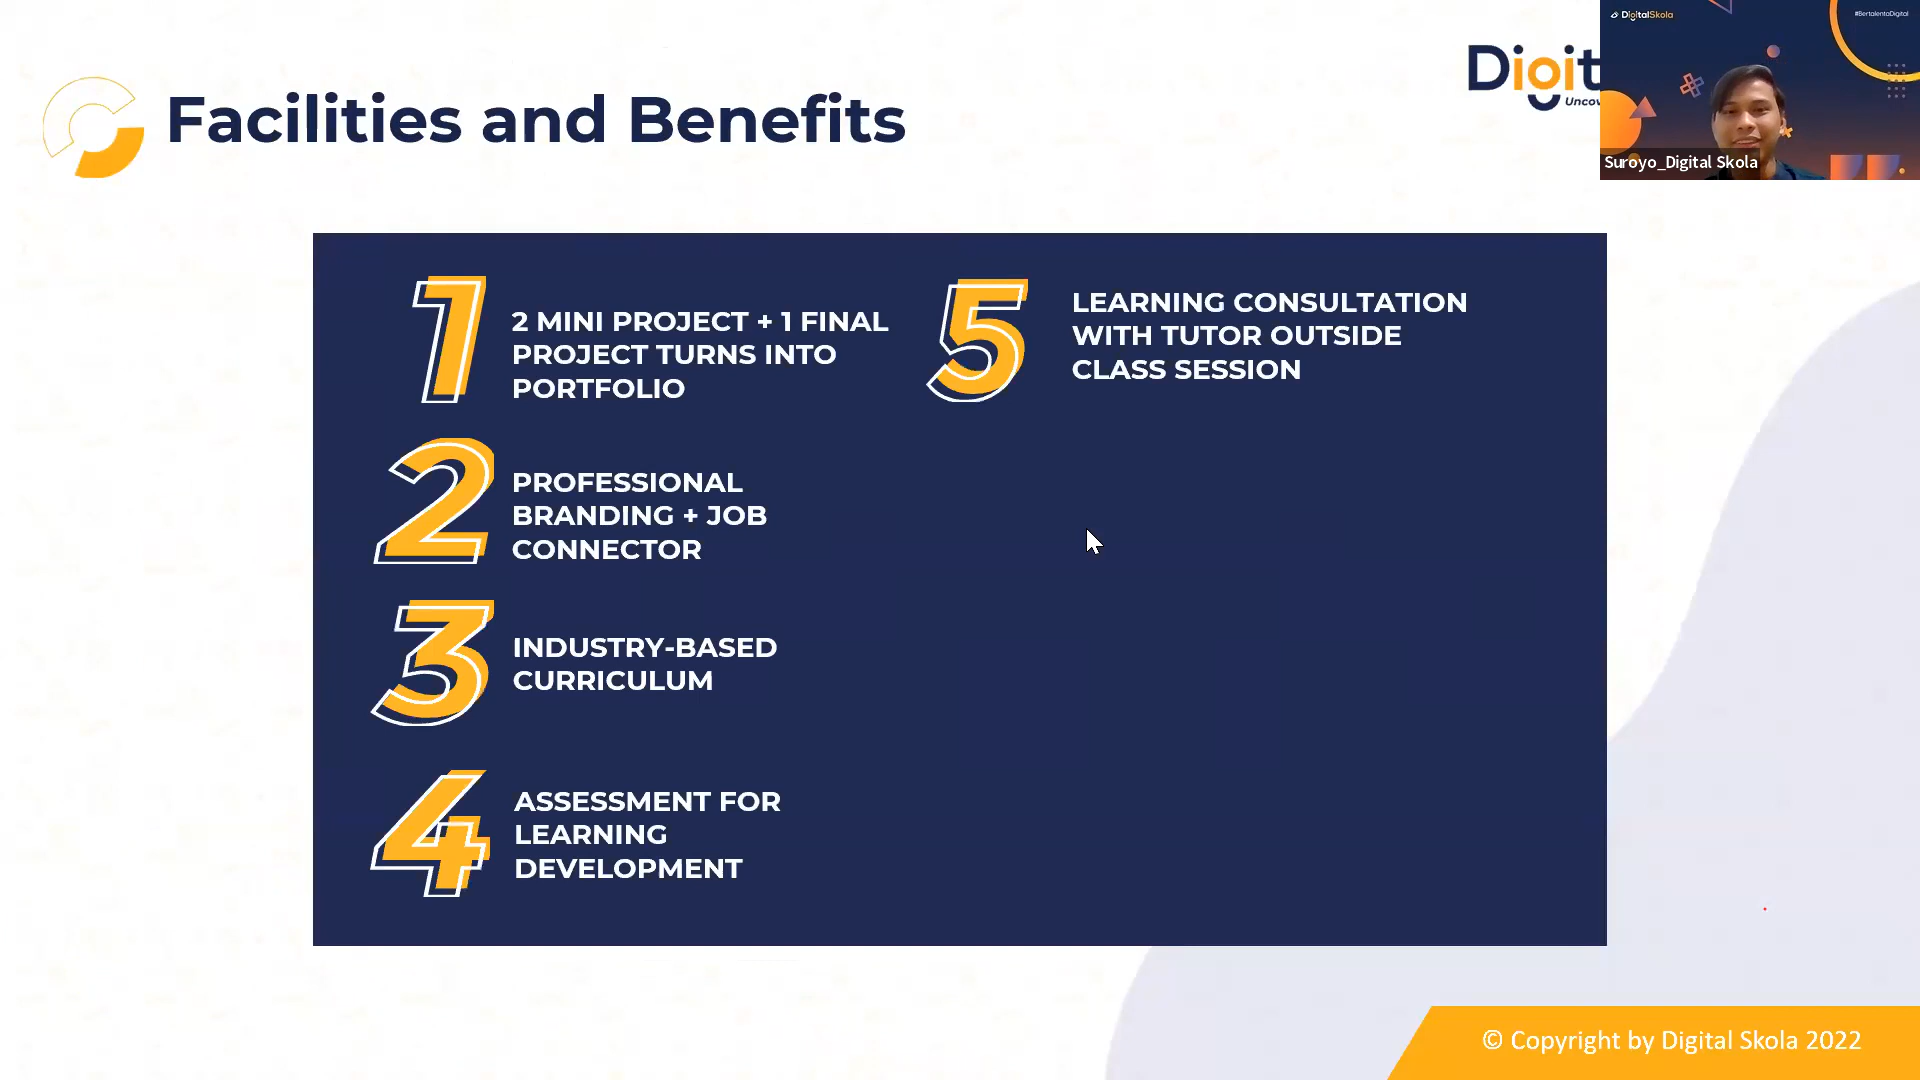 Facilities and Benefits
Digit
Uncov
DigitalSkola
#BertalentaDigital
Suroyo_Digital Skola
1
2 MINI PROJECT + 1 FINAL
PROJECT TURNS INTO
PORTFOLIO
2
PROFESSIONAL
BRANDING + JOB
CONNECTOR
3
INDUSTRY-BASED
CURRICULUM
4
ASSESSMENT FOR
LEARNING
DEVELOPMENT
5
LEARNING CONSULTATION
WITH TUTOR OUTSIDE
CLASS SESSION
© Copyright by Digital Skola 2022